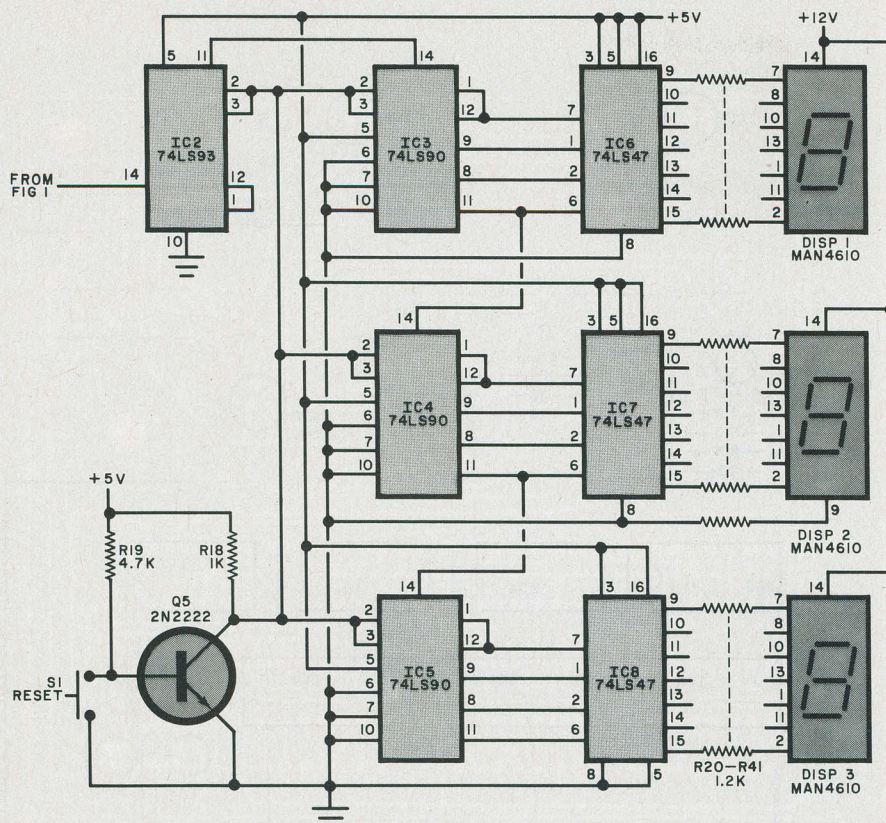 +5V
+12V
5 11 14 3 5 16 14
2 2 1 9 7
3 3 12 7 10 8
IC2 74LS93
5 IC3 74LS90
IC6 74LS47
11 10
6 9 1 12 13
FROM FIG 1
14 12 7 8 2 13 1
1 10 11 6 14 11
15 2
10 8
DISP 1
MAN4610
14 3 5 16 14
2 1 9 7
3 12 7 10 8
5 IC4 74LS90
9 1
IC7 74LS47
11 10
6 12 13
7 8 2 13 1
10 11 6 14 11
15 2
8 9
DISP 2
MAN4610
+5V
R19
4.7K
R18
1K
Q5
2N2222
S1
RESET
14 3 16 14
2 1 9 7
3 12 7 10 8
5 IC5 74LS90
9 1
IC8 74LS47
11 10
6 12 13
7 8 2 13 1
10 11 6 14 11
15 2
8 5
R20–R41
1.2K
DISP 3
MAN4610